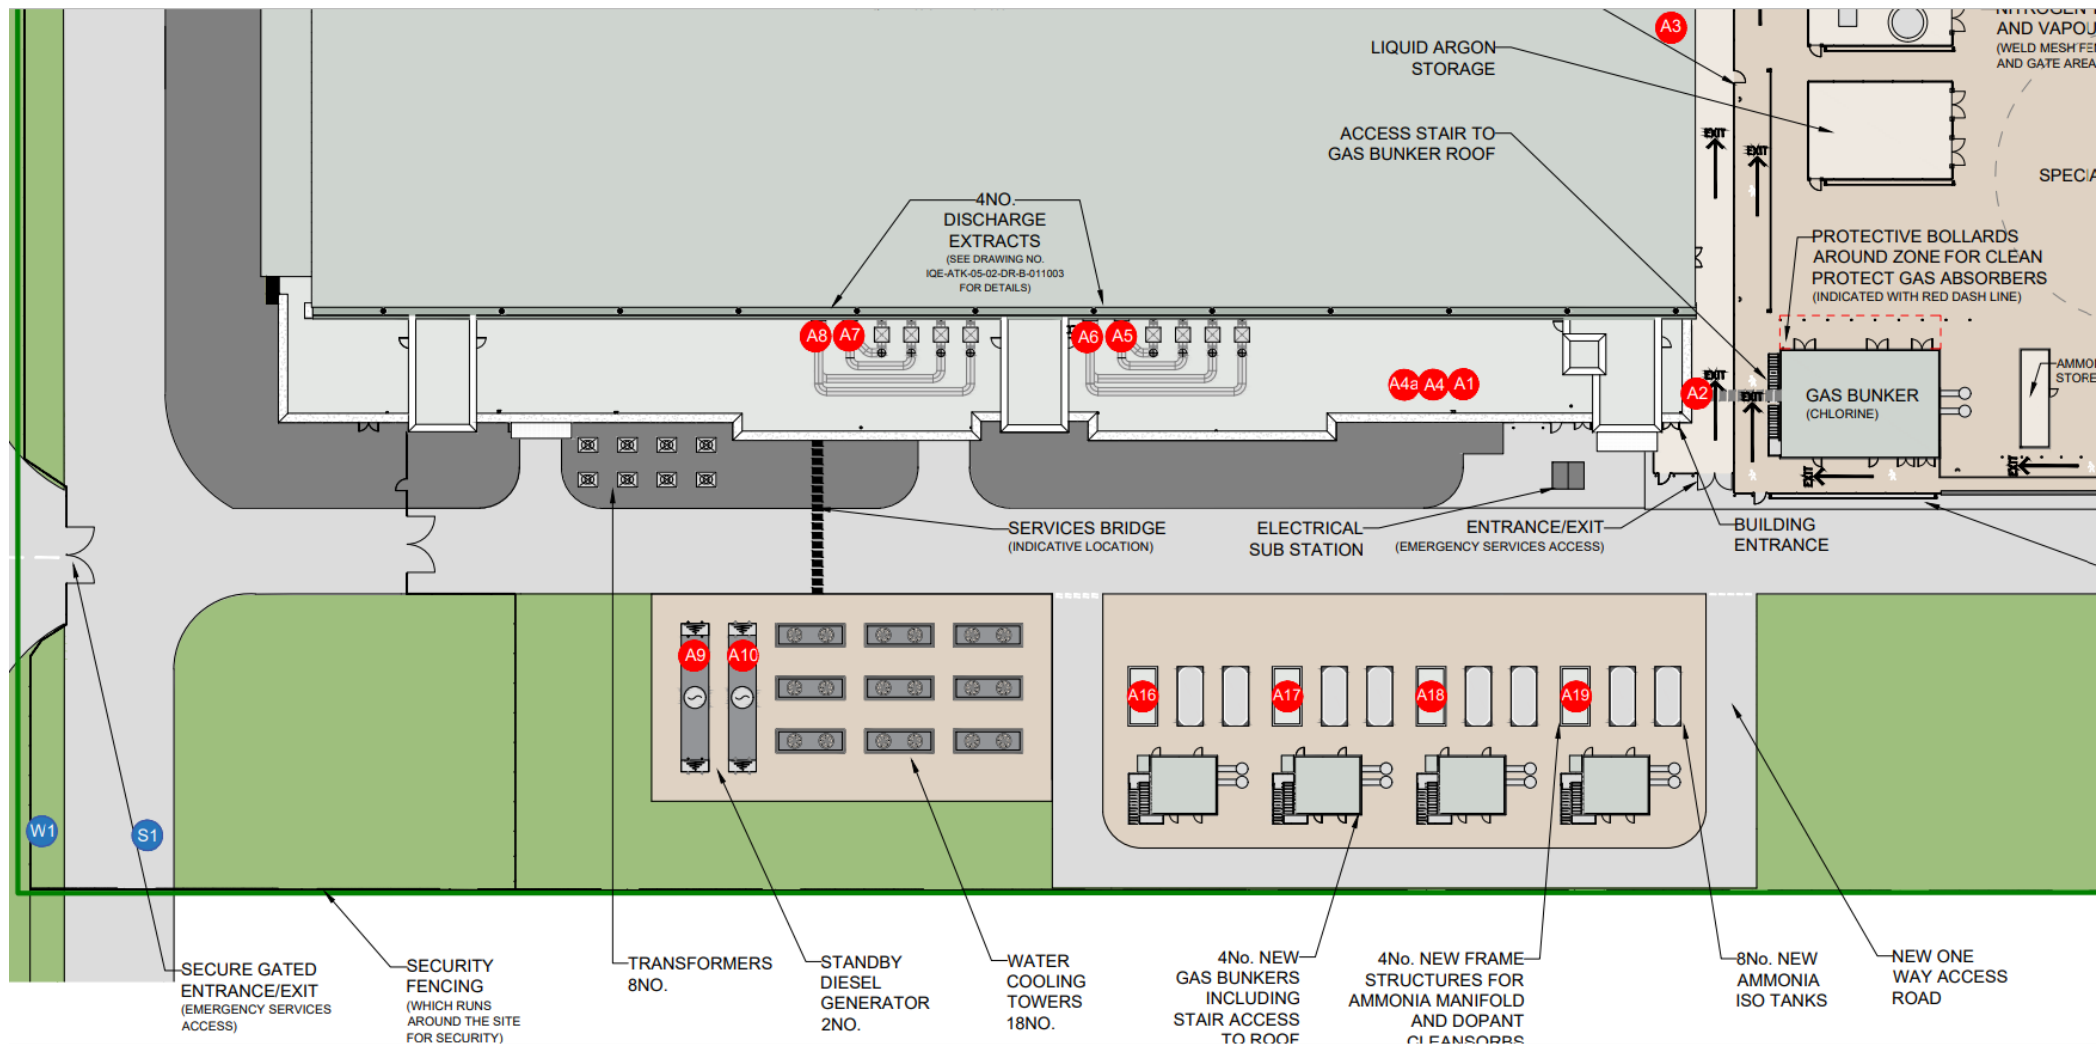 A3
LIQUID ARGON
STORAGE
AND VAPOU
(WELD MESH FE
AND GATE AREA
ACCESS STAIR TO
GAS BUNKER ROOF
EXIT
EXIT
SPECIA
4NO.
DISCHARGE
EXTRACTS
(SEE DRAWING NO.
IQE-ATK-05-02-DR-B-011003
FOR DETAILS)
PROTECTIVE BOLLARDS
AROUND ZONE FOR CLEAN
PROTECT GAS ABSORBERS
(INDICATED WITH RED DASH LINE)
A8
A7
A6
A5
A4a
A4
A1
A2
EXIT
EXIT
GAS BUNKER
(CHLORINE)
AMMO
STORE
EXIT
EXIT
SERVICES BRIDGE
(INDICATIVE LOCATION)
ELECTRICAL
SUB STATION
ENTRANCE/EXIT
(EMERGENCY SERVICES ACCESS)
BUILDING
ENTRANCE
A9
A10
A16
A17
A18
A19
W1
S1
SECURE GATED
ENTRANCE/EXIT
(EMERGENCY SERVICES
ACCESS)
SECURITY
FENCING
(WHICH RUNS
AROUND THE SITE
FOR SECURITY)
TRANSFORMERS
8NO.
STANDBY
DIESEL
GENERATOR
2NO.
WATER
COOLING
TOWERS
18NO.
4No. NEW
GAS BUNKERS
INCLUDING
STAIR ACCESS
TO ROOF
4No. NEW FRAME
STRUCTURES FOR
AMMONIA MANIFOLD
AND DOPANT
CLEANSORBS
8No. NEW
AMMONIA
ISO TANKS
NEW ONE
WAY ACCESS
ROAD